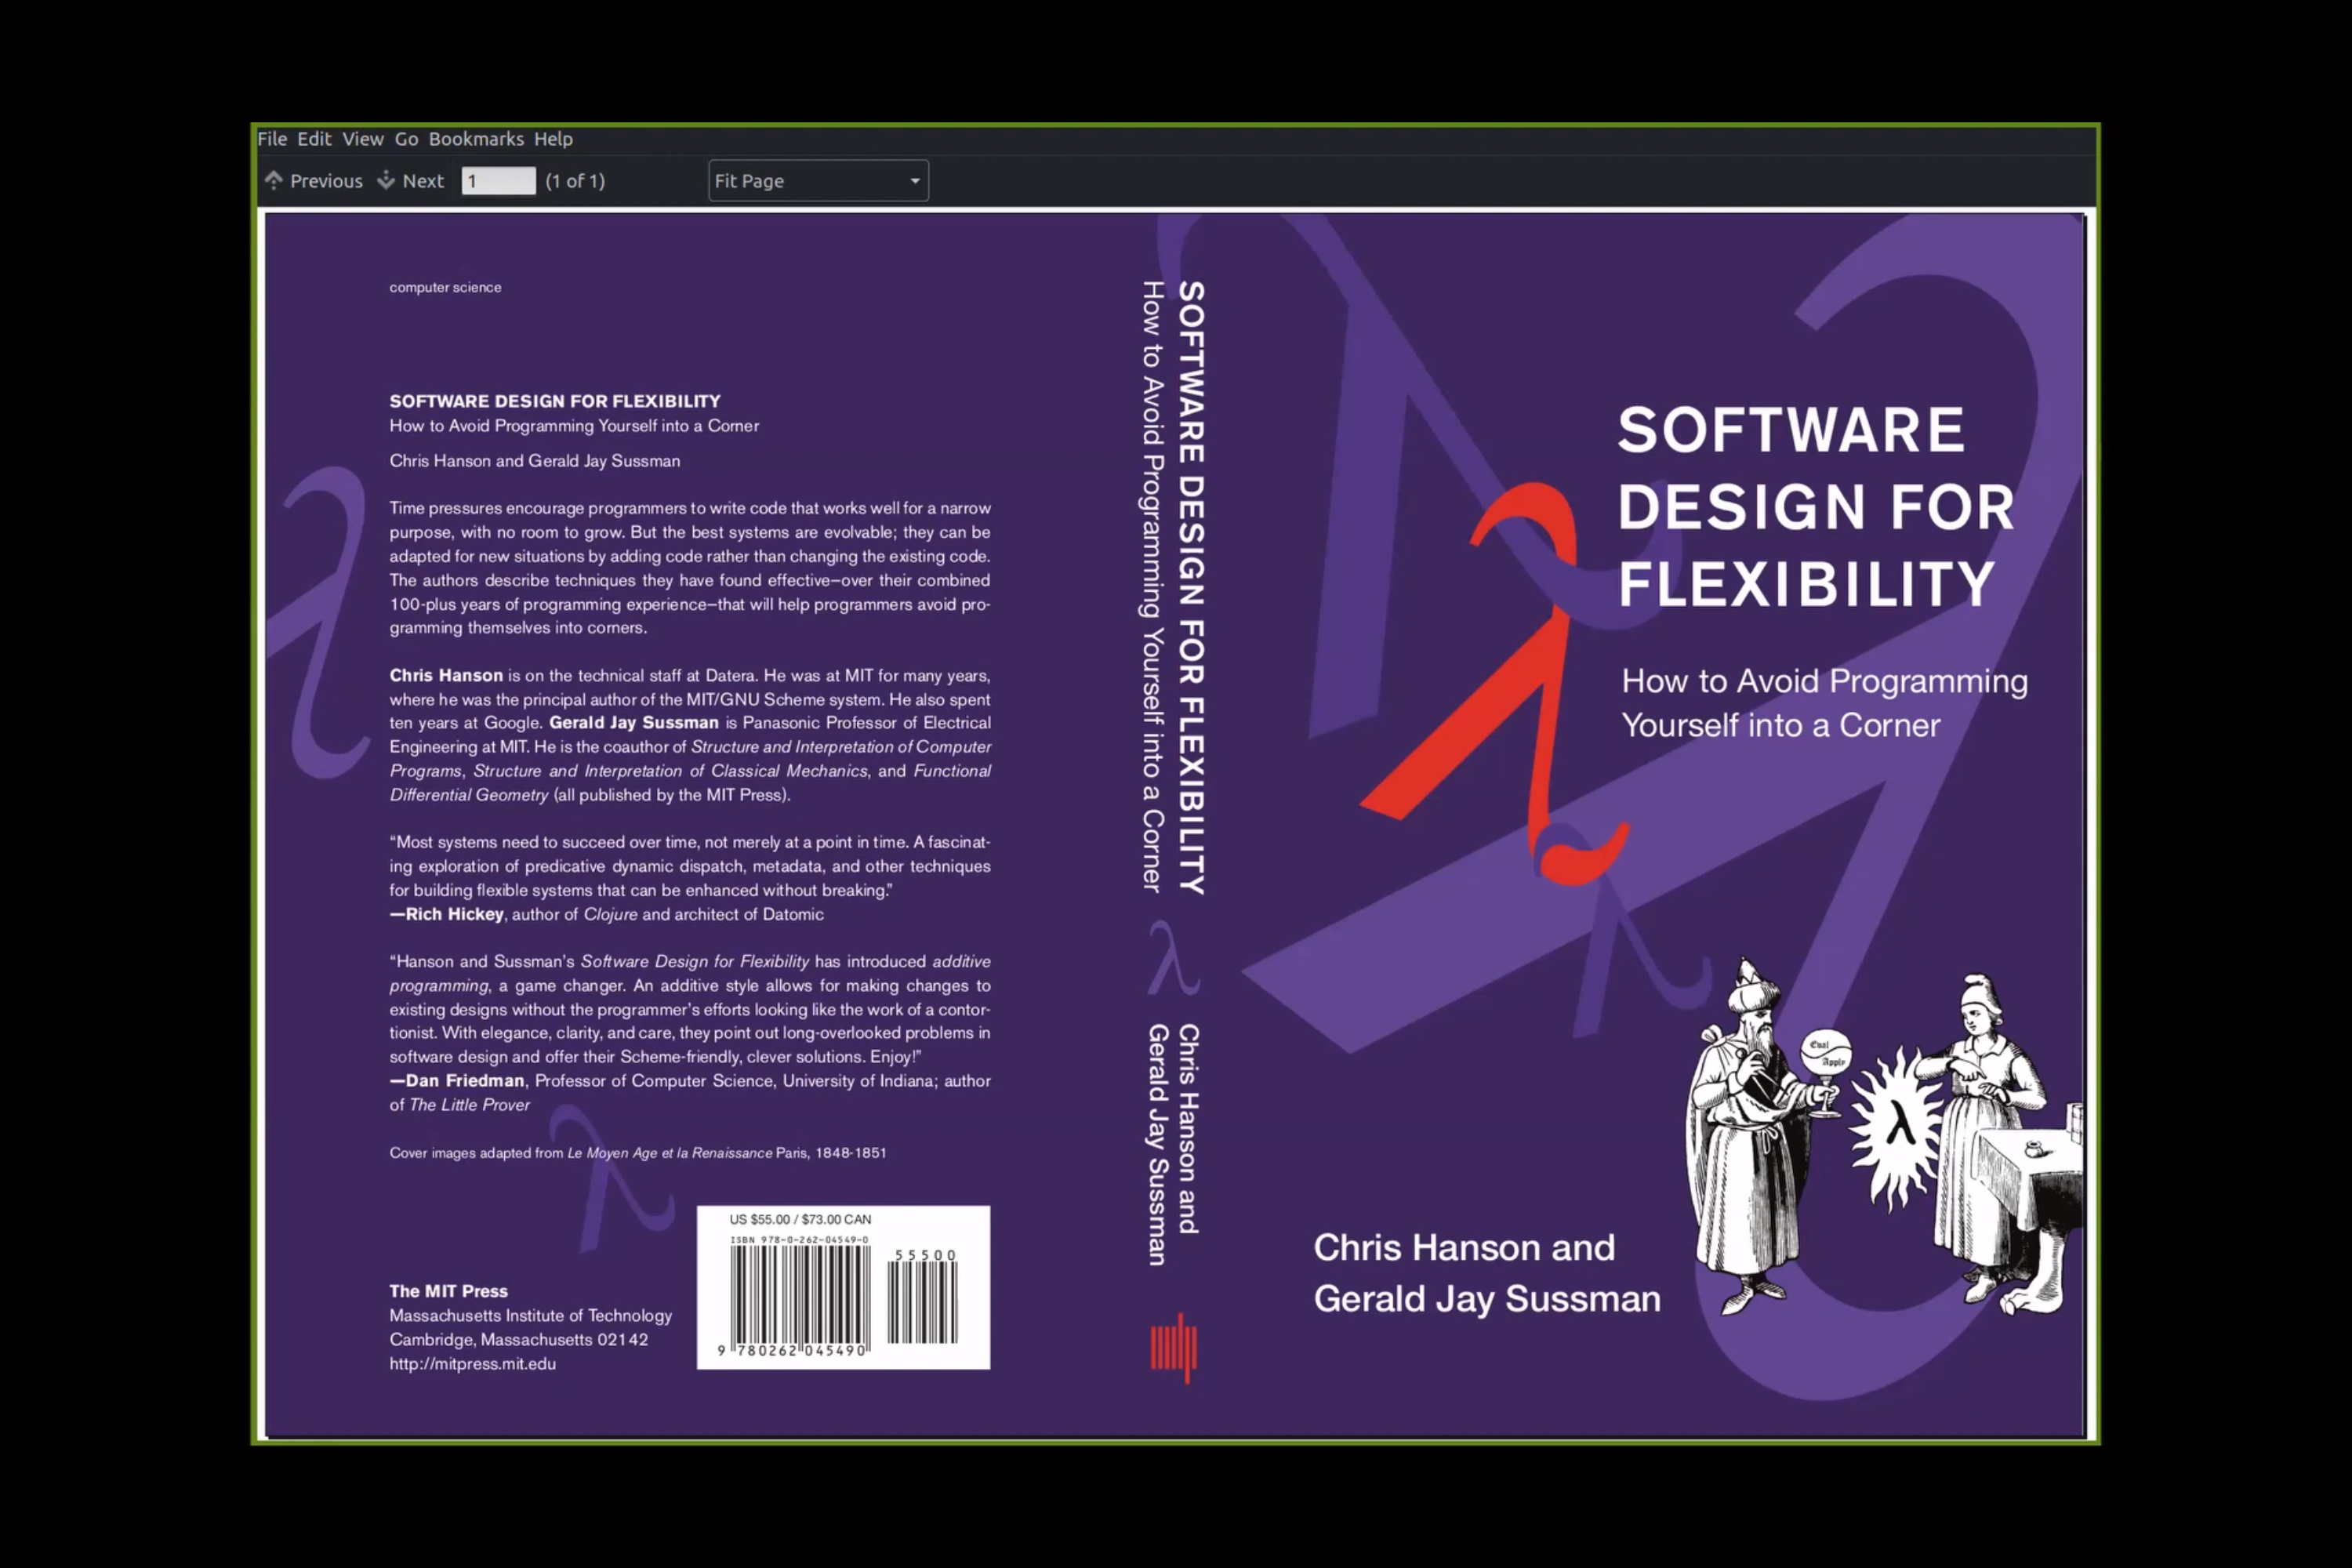 File Edit View Go Bookmarks Help
Previous Next 1 (1 of 1) Fit Page
computer science
SOFTWARE DESIGN FOR FLEXIBILITY
How to Avoid Programming Yourself into a Corner
Chris Hanson and Gerald Jay Sussman
Time pressures encourage programmers to write code that works well for a narrow
purpose, with no room to grow. But the best systems are evolvable; they can be
adapted for new situations by adding code rather than changing the existing code.
The authors describe techniques they have found effective—over their combined
100-plus years of programming experience—that will help programmers avoid pro-
gramming themselves into corners.
Chris Hanson is on the technical staff at Datera. He was at MIT for many years,
where he was the principal author of the MIT/GNU Scheme system. He also spent
ten years at Google. Gerald Jay Sussman is Panasonic Professor of Electrical
Engineering at MIT. He is the coauthor of Structure and Interpretation of Computer
Programs, Structure and Interpretation of Classical Mechanics, and Functional
Differential Geometry (all published by the MIT Press).
“Most systems need to succeed over time, not merely at a point in time. A fascinat-
ing exploration of predicative dynamic dispatch, metadata, and other techniques
for building flexible systems that can be enhanced without breaking.”
—Rich Hickey, author of Clojure and architect of Datomic
“Hanson and Sussman’s Software Design for Flexibility has introduced additive
programming, a game changer. An additive style allows for making changes to
existing designs without the programmer’s efforts looking like the work of a contor-
tionist. With elegance, clarity, and care, they point out long-overlooked problems in
software design and offer their Scheme-friendly, clever solutions. Enjoy!”
—Dan Friedman, Professor of Computer Science, University of Indiana; author
of The Little Prover
Cover images adapted from Le Moyen Age et la Renaissance Paris, 1848-1851
The MIT Press
Massachusetts Institute of Technology
Cambridge, Massachusetts 02142
http://mitpress.mit.edu
US $55.00 / $73.00 CAN
ISBN 978-0-262-04549-0
55500
9 780262 045490
SOFTWARE DESIGN FOR FLEXIBILITY
How to Avoid Programming Yourself into a Corner
λ
Chris Hanson and
Gerald Jay Sussman
SOFTWARE
DESIGN FOR
FLEXIBILITY
How to Avoid Programming
Yourself into a Corner
Eval
Apply
λ
Chris Hanson and
Gerald Jay Sussman